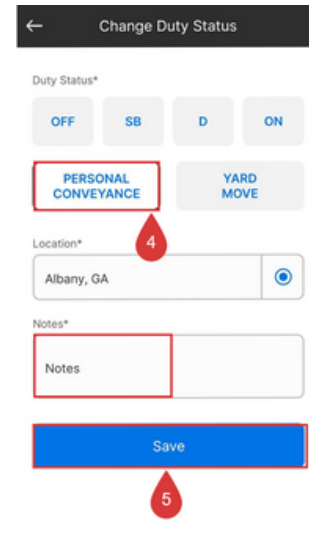 Change Duty Status
Duty Status*
OFF SB D ON
PERSONAL YARD
CONVEYANCE MOVE
4
Location*
Albany, GA
Notes*
Notes
Save
5